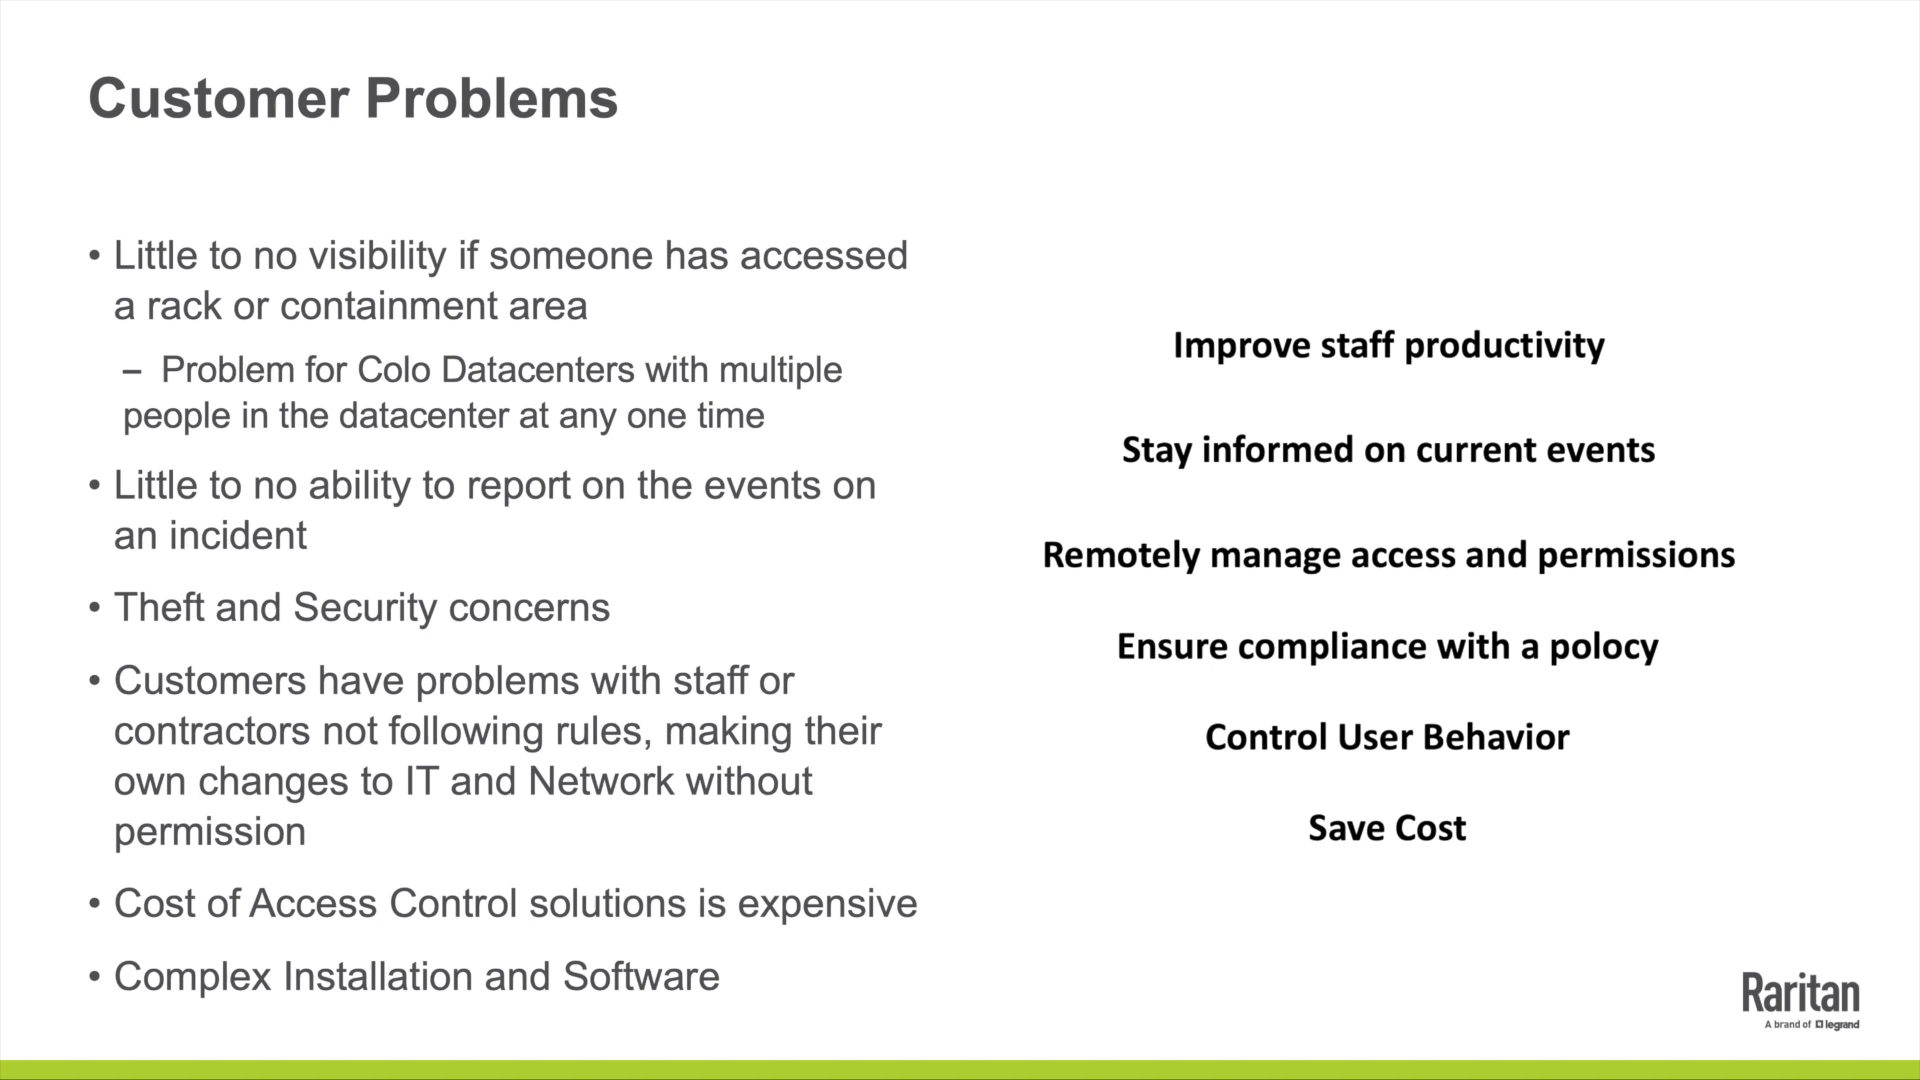 Customer Problems
• Little to no visibility if someone has accessed
a rack or containment area
– Problem for Colo Datacenters with multiple
people in the datacenter at any one time
• Little to no ability to report on the events on
an incident
• Theft and Security concerns
• Customers have problems with staff or
contractors not following rules, making their
own changes to IT and Network without
permission
• Cost of Access Control solutions is expensive
• Complex Installation and Software
Improve staff productivity
Stay informed on current events
Remotely manage access and permissions
Ensure compliance with a polocy
Control User Behavior
Save Cost
Raritan
A brand of legrand